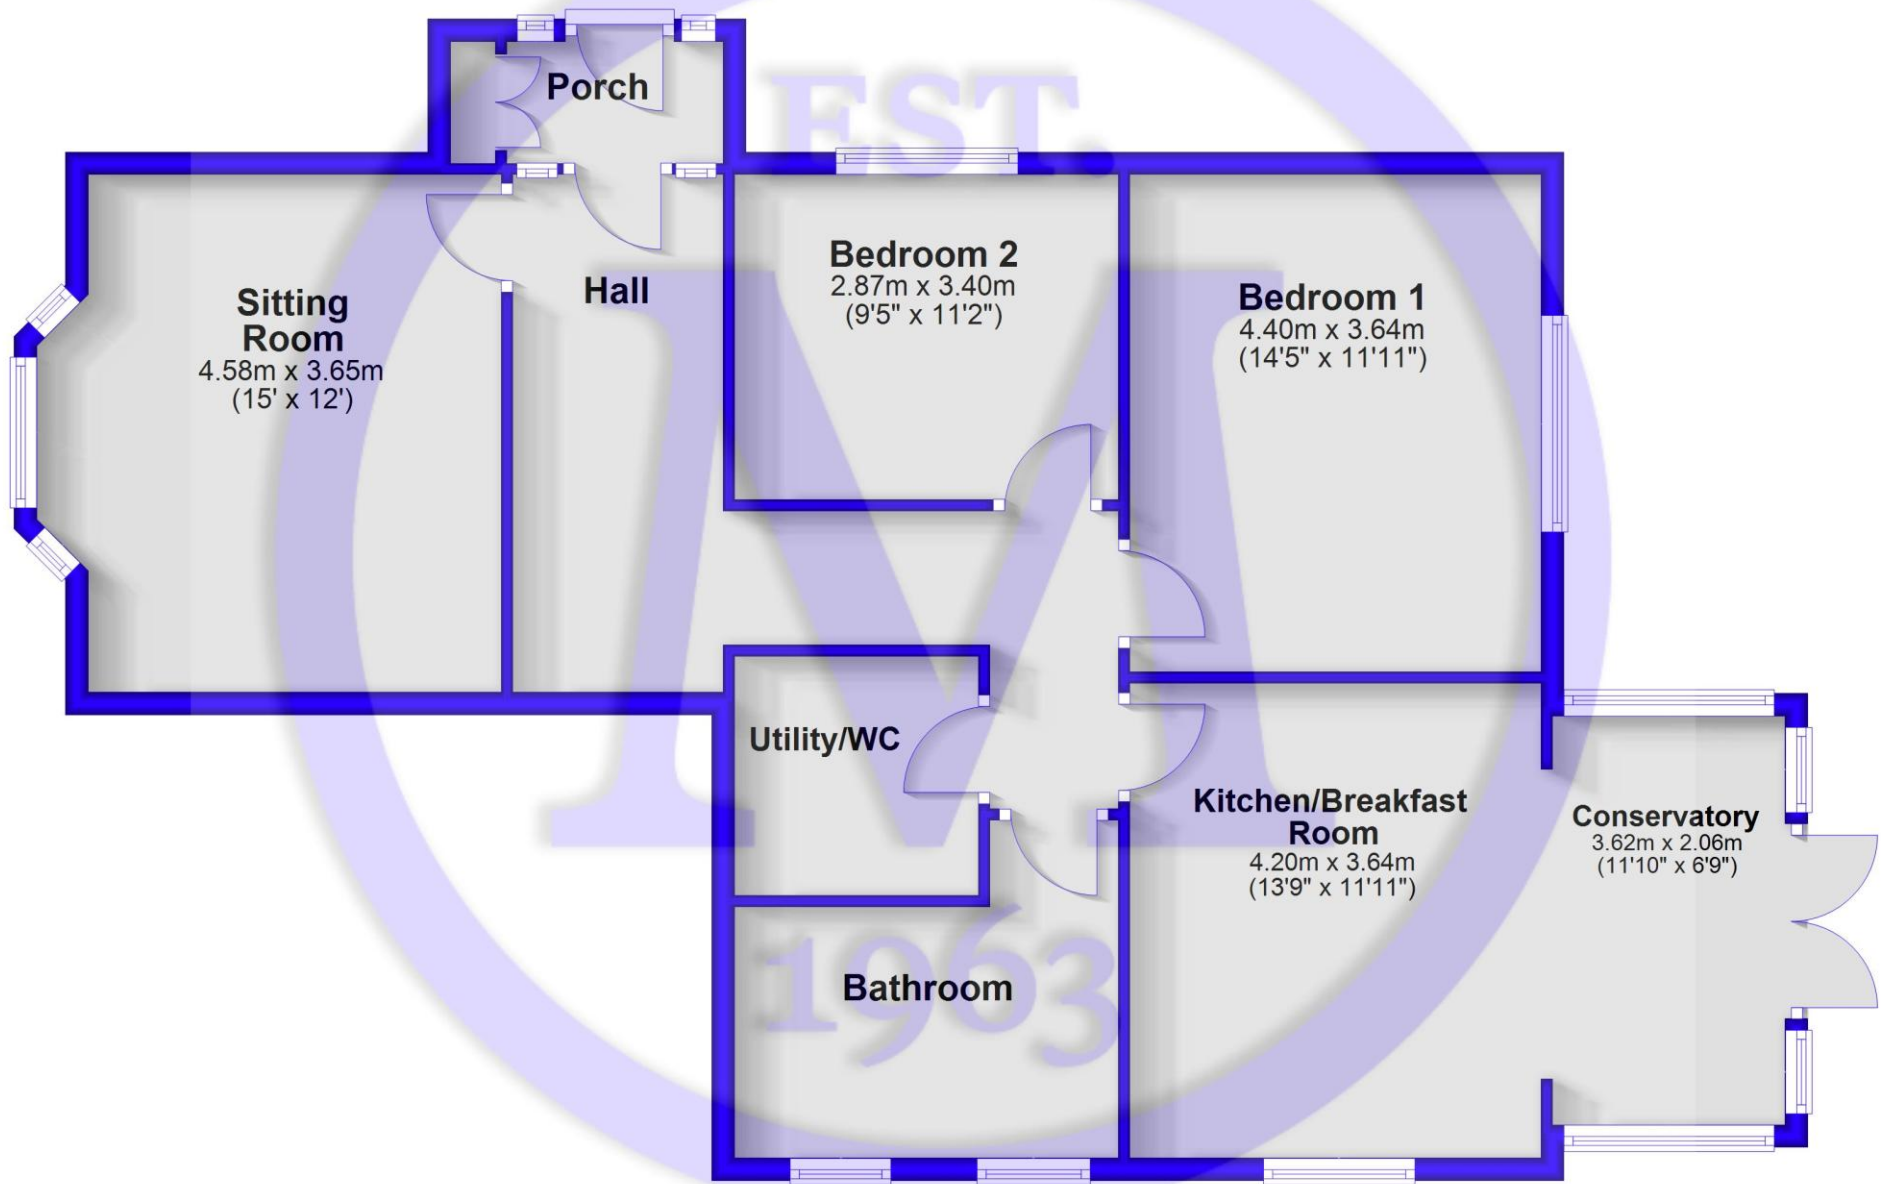 EST.
Porch
Bedroom 2
2.87m x 3.40m
(9'5" x 11'2")
Hall
Sitting
Room
4.58m x 3.65m
(15' x 12')
Bedroom 1
4.40m x 3.64m
(14'5" x 11'11")
M
Utility/WC
Kitchen/Breakfast
Room
4.20m x 3.64m
(13'9" x 11'11")
Conservatory
3.62m x 2.06m
(11'10" x 6'9")
Bathroom
1963